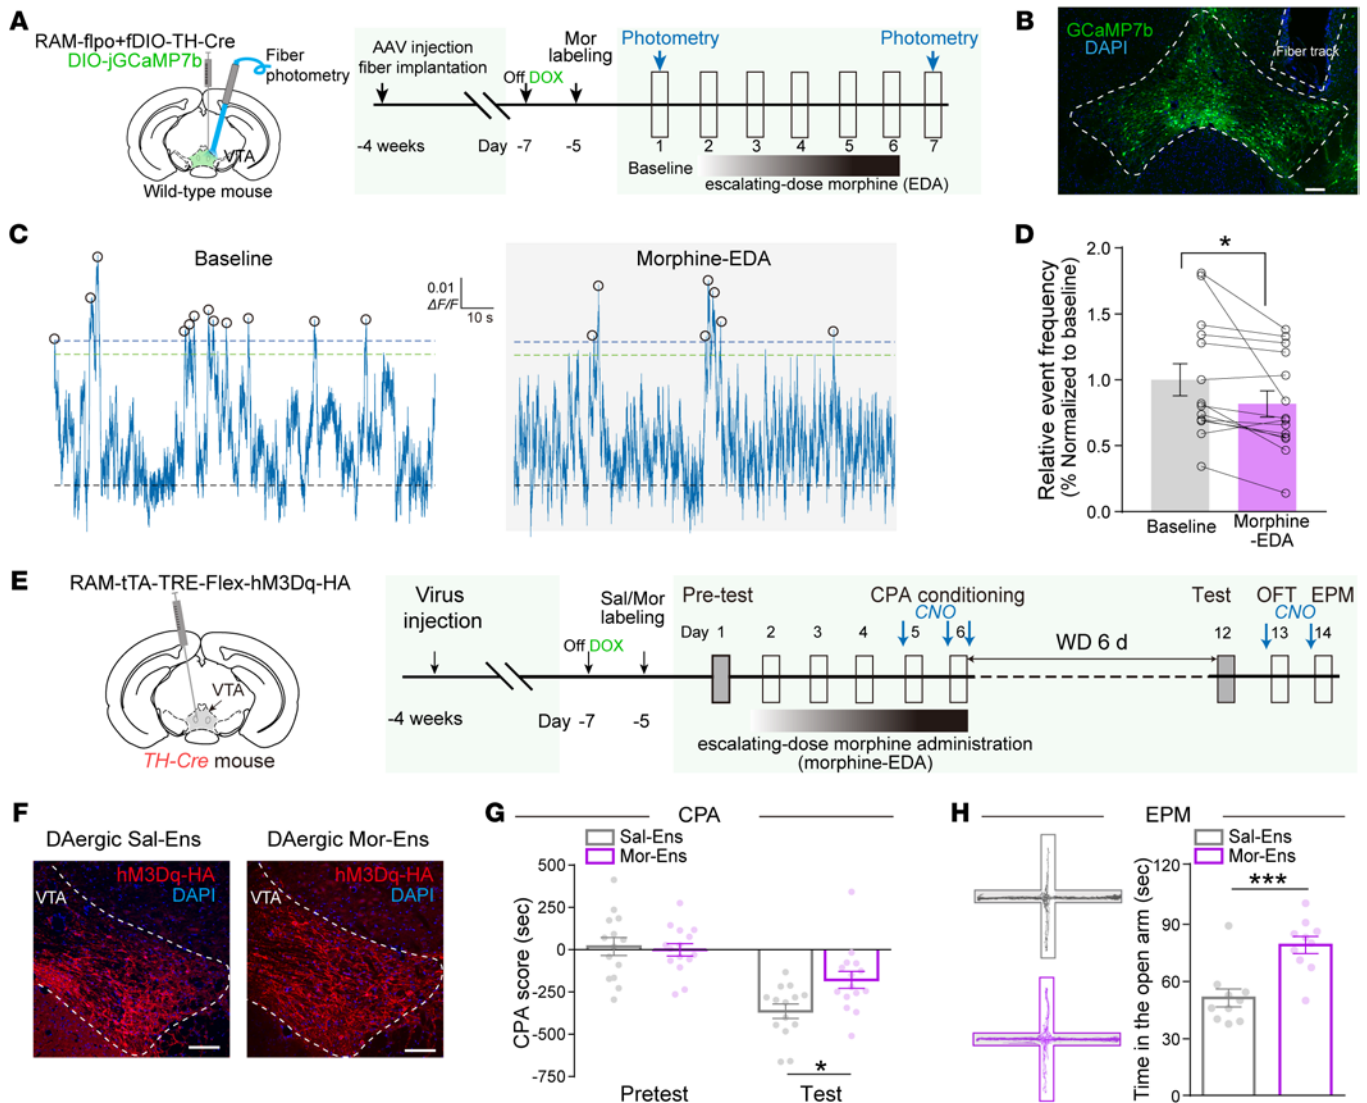 A
RAM-flpo+fDIO-TH-Cre
DIO-jGCaMP7b
Fiber
photometry
VTA
Wild-type mouse
AAV injection
fiber implantation
Off DOX
Mor
labeling
Photometry
Photometry
-4 weeks
Day -7 -5
1 2 3 4 5 6 7
Baseline
escalating-dose morphine (EDA)
B
GCaMP7b
DAPI
Fiber track
C
Baseline
0.01
ΔF/F
10 s
Morphine-EDA
D
Relative event frequency
(% Normalized to baseline)
2.0
1.5
1.0
0.5
0.0
*
Baseline
Morphine
-EDA
E
RAM-tTA-TRE-Flex-hM3Dq-HA
VTA
TH-Cre mouse
Virus
injection
Off DOX
Sal/Mor
labeling
-4 weeks
Day -7 -5
Pre-test
CPA conditioning
CNO
Day 1 2 3 4 5 6
WD 6 d
Test OFT EPM
CNO
12 13 14
escalating-dose morphine administration
(morphine-EDA)
F
DAergic Sal-Ens
hM3Dq-HA
DAPI
VTA
DAergic Mor-Ens
hM3Dq-HA
DAPI
VTA
G
CPA
Sal-Ens
Mor-Ens
CPA score (sec)
500
250
0
-250
-500
-750
*
Pretest
Test
H
EPM
Sal-Ens
Mor-Ens
Time in the open arm (sec)
120
90
60
30
0
***